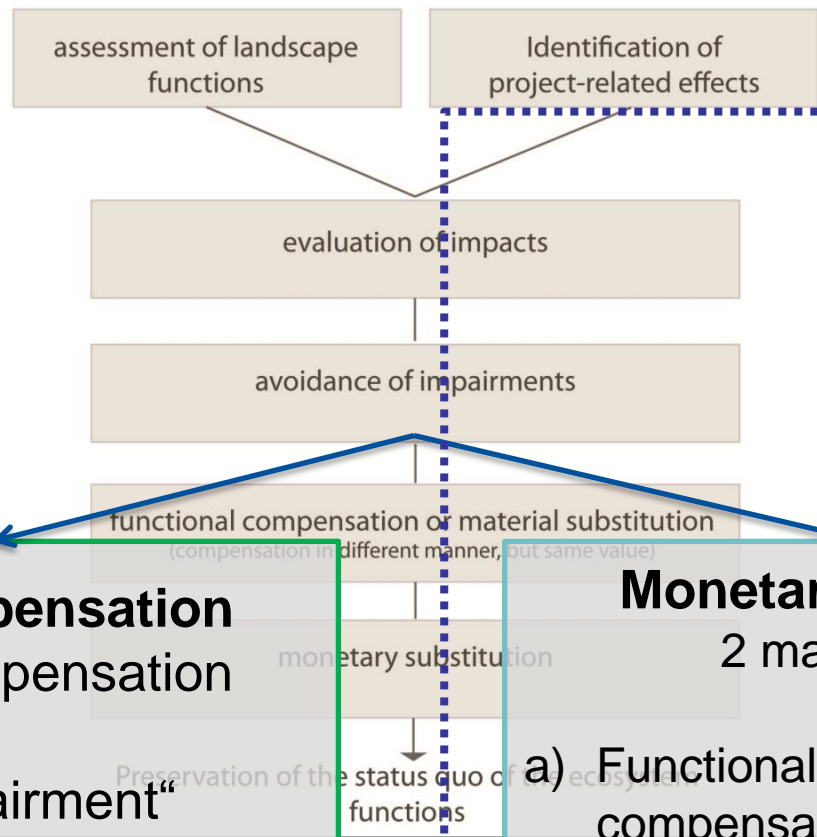 assessment of landscape
functions
Identification of
project-related effects
evaluation of impacts
avoidance of impairments
functional compensation or material substitution
(compensation in different manner, but same value)
monetary substitution
Preservation of the status quo of the ecosystem
functions
pensation
pensation
airment“
Monetar
2 ma
a) Functional
compensa